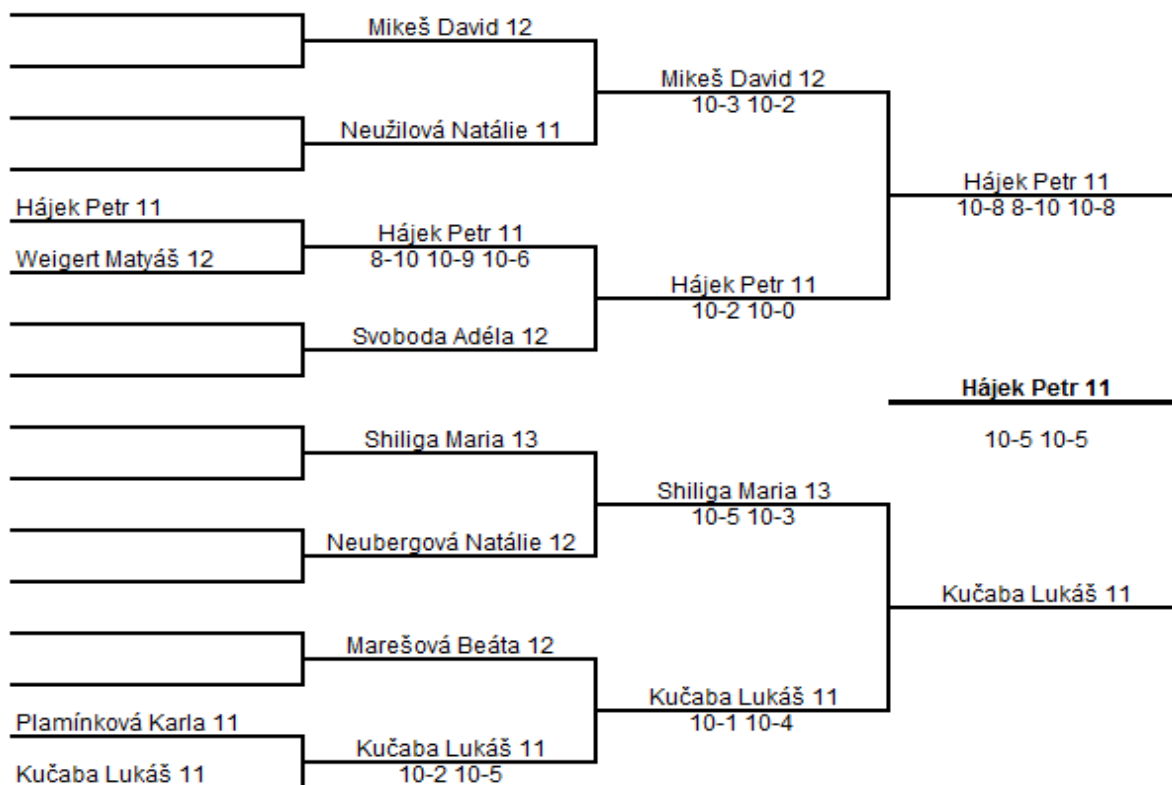 Mikeš David 12
Mikeš David 12
10-3 10-2
Neužilová Natálie 11
Hájek Petr 11
10-8 8-10 10-8
Hájek Petr 11
Hájek Petr 11
8-10 10-9 10-6
Weigert Matyáš 12
Hájek Petr 11
10-2 10-0
Svoboda Adéla 12
Hájek Petr 11
10-5 10-5
Shiliga Maria 13
Shiliga Maria 13
10-5 10-3
Neubergová Natálie 12
Kučaba Lukáš 11
Marešová Beáta 12
Kučaba Lukáš 11
10-1 10-4
Plamínková Karla 11
Kučaba Lukáš 11
10-2 10-5
Kučaba Lukáš 11